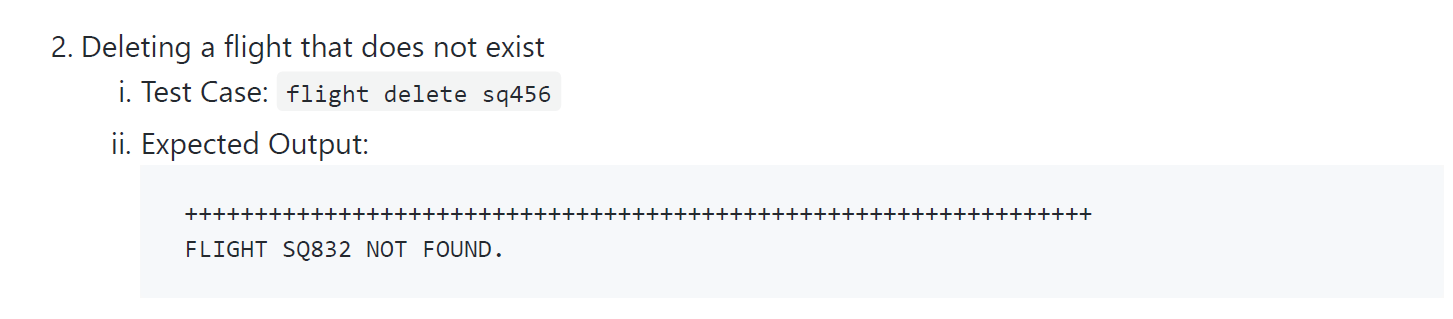 2. Deleting a flight that does not exist
i. Test Case: flight delete sq456
ii. Expected Output:
+++++++++++++++++++++++++++++++++++++++++++++++++++++++++++++++++
FLIGHT SQ832 NOT FOUND.